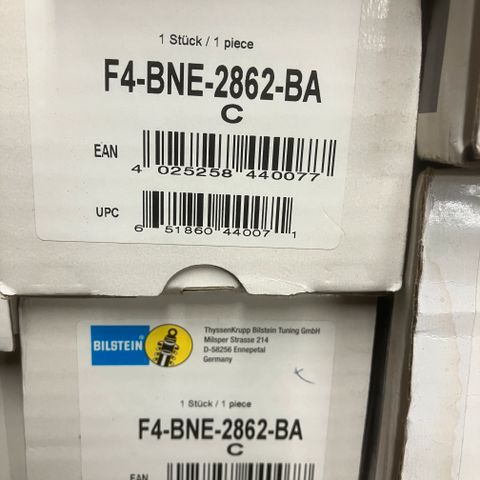 1 Stück / 1 piece
F4-BNE-2862-BA
C
EAN
4 025258 440077
UPC
6 51860 44007 1
BILSTEIN
ThyssenKrupp Bilstein Tuning GmbH
Milsper Strasse 214
D-58256 Ennepetal
Germany
1 Stück / 1 piece
F4-BNE-2862-BA
C
EAN